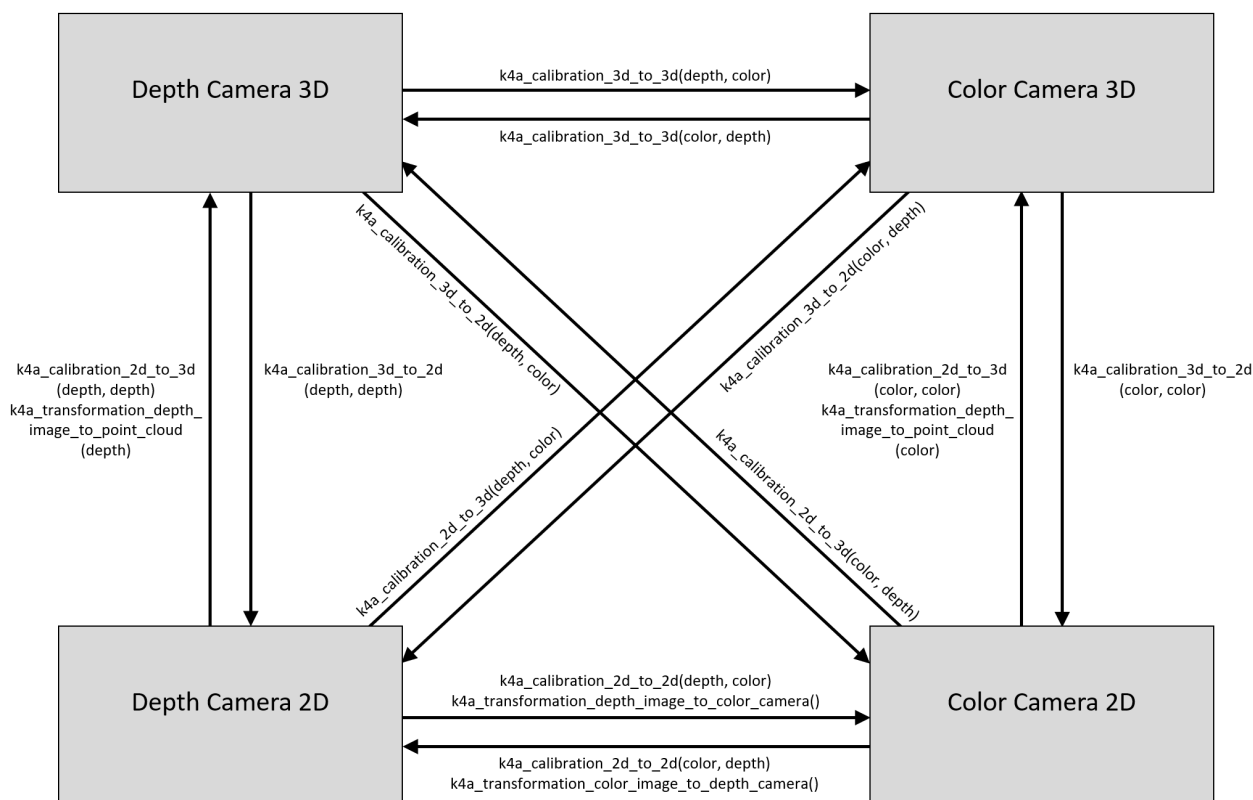 Depth Camera 3D
k4a_calibration_3d_to_3d(depth, color)
k4a_calibration_3d_to_3d(color, depth)
Color Camera 3D
k4a_calibration_3d_to_2d(depth, color)
k4a_calibration_3d_to_2d(color, depth)
k4a_calibration_2d_to_3d
(depth, depth)
k4a_transformation_depth_
image_to_point_cloud
(depth)
k4a_calibration_3d_to_2d
(depth, depth)
k4a_calibration_2d_to_3d
(color, color)
k4a_transformation_depth_
image_to_point_cloud
(color)
k4a_calibration_3d_to_2d
(color, color)
k4a_calibration_2d_to_3d(depth, color)
k4a_calibration_2d_to_3d(color, depth)
Depth Camera 2D
k4a_calibration_2d_to_2d(depth, color)
k4a_transformation_depth_image_to_color_camera()
k4a_calibration_2d_to_2d(color, depth)
k4a_transformation_color_image_to_depth_camera()
Color Camera 2D